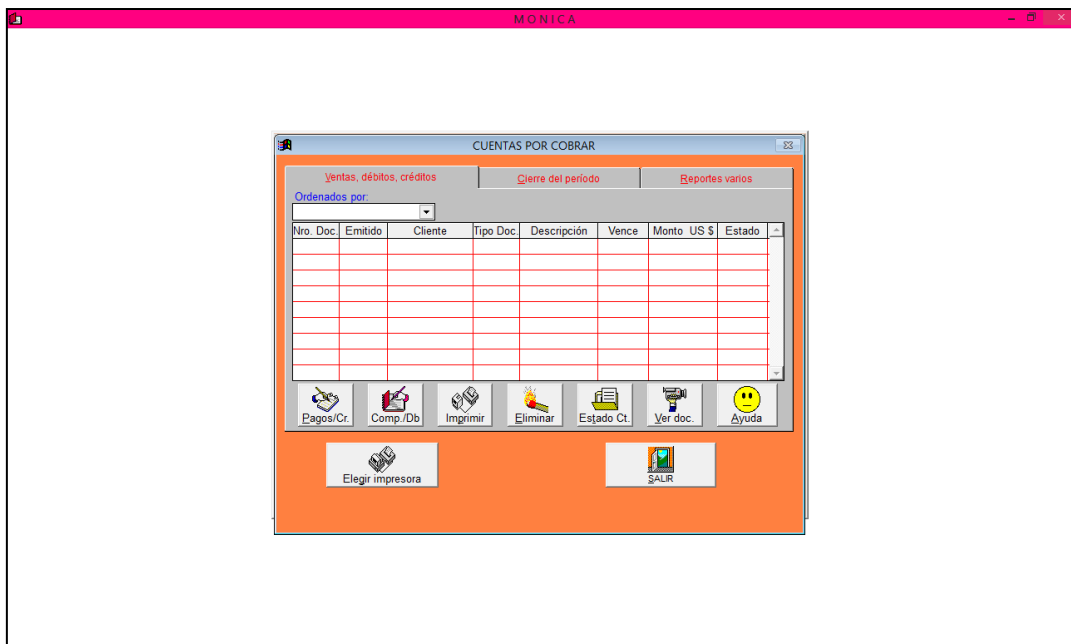 MONICA
CUENTAS POR COBRAR
Ventas, débitos, créditos
Cierre del período
Reportes varios
Ordenados por:
Nro. Doc. Emitido Cliente Tipo Doc. Descripción Vence Monto US $ Estado
Pagos/Cr. Comp./Db Imprimir Eliminar Estado Ct. Ver doc. Ayuda
Elegir impresora
SALIR